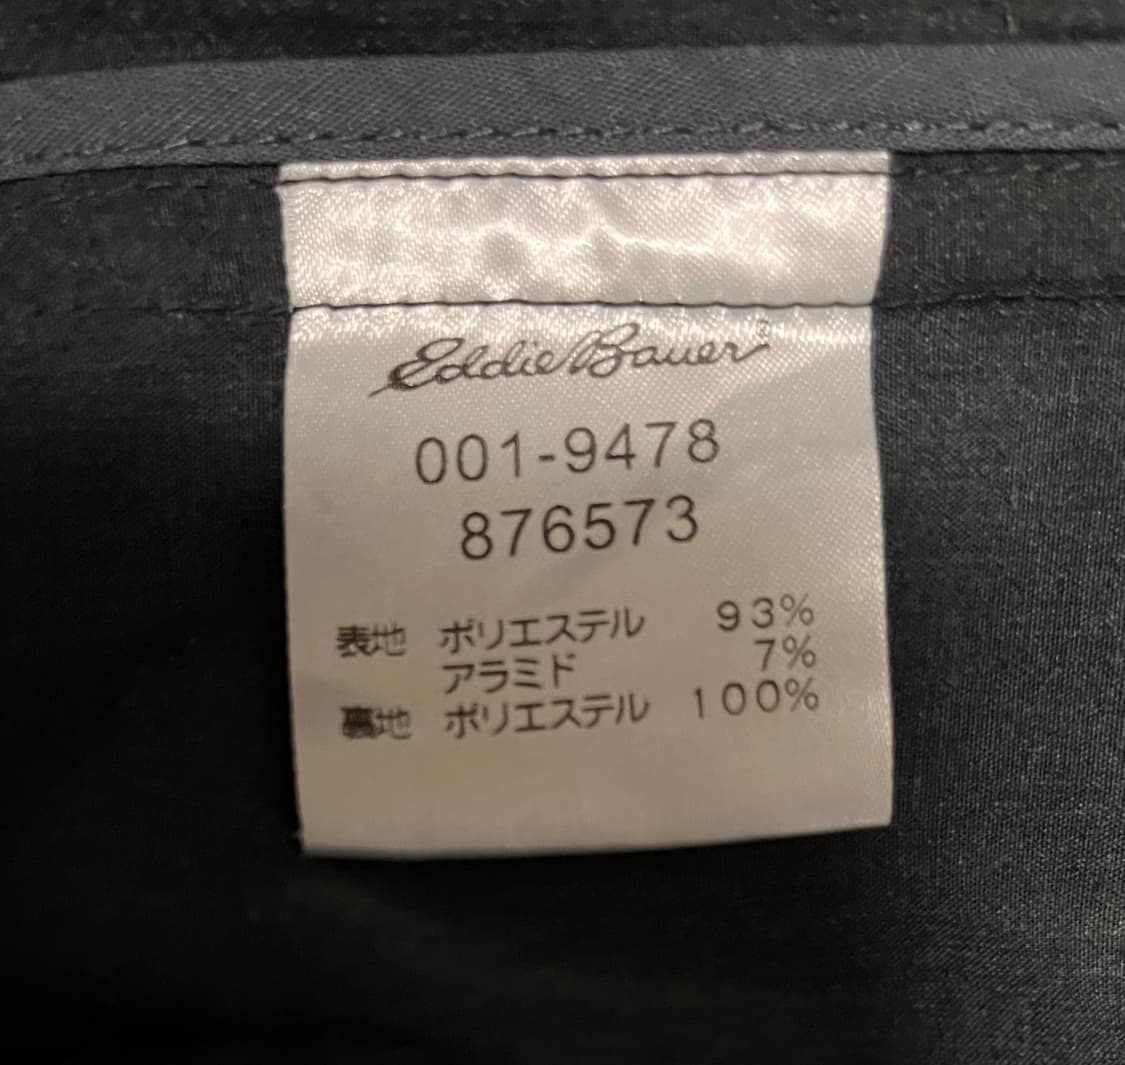 Eddie Bauer®
001-9478
876573
表地 ポリエステル 93%
アラミド 7%
裏地 ポリエステル 100%